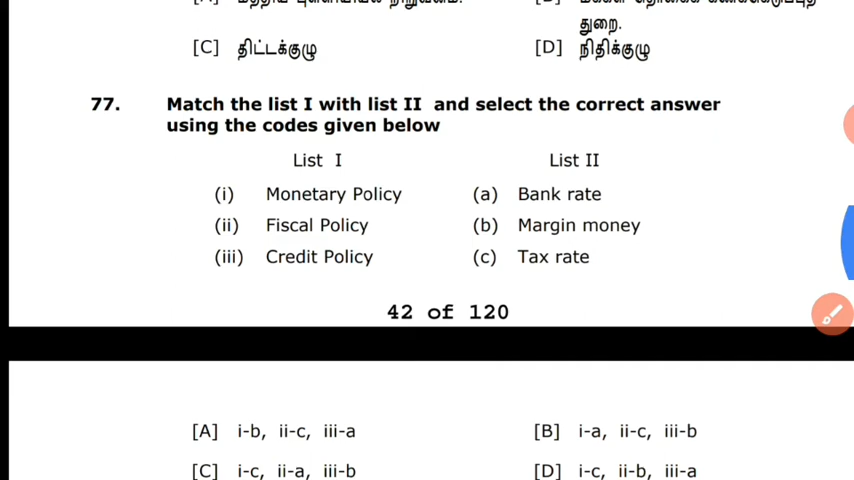 துறை.
[C] திட்டக்குழு [D] நிதிக்குழு
77. Match the list I with list II and select the correct answer
using the codes given below
List I List II
(i) Monetary Policy (a) Bank rate
(ii) Fiscal Policy (b) Margin money
(iii) Credit Policy (c) Tax rate
42 of 120
[A] i-b, ii-c, iii-a [B] i-a, ii-c, iii-b
[C] i-c, ii-a, iii-b [D] i-c, ii-b, iii-a